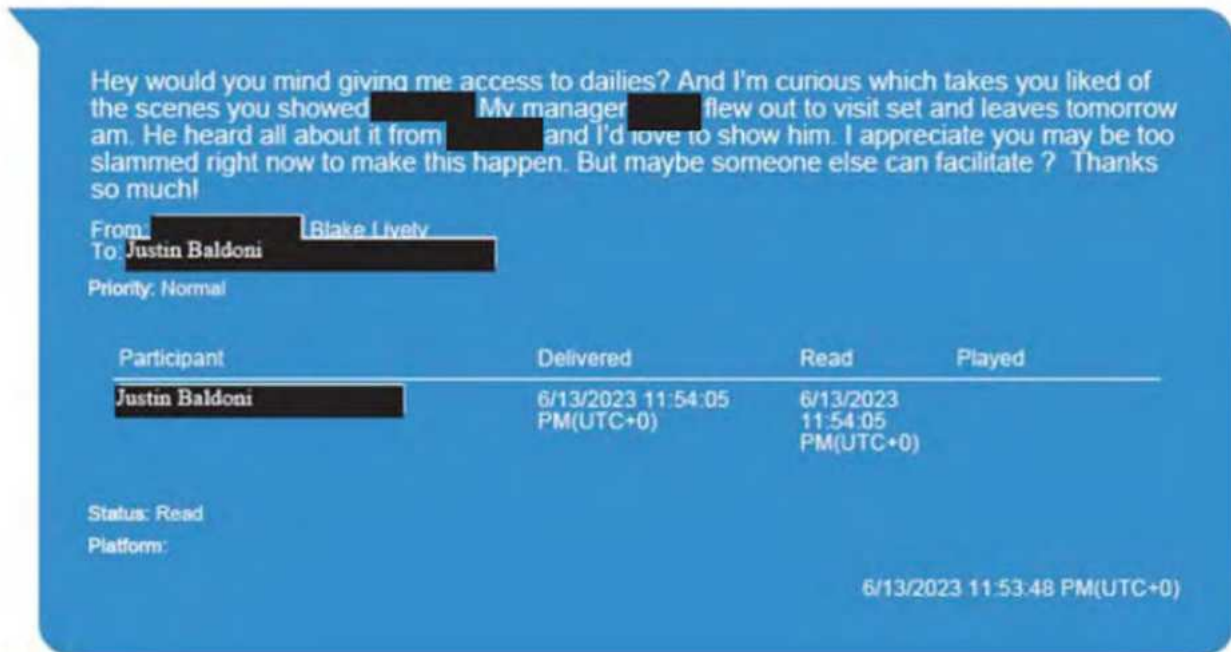 Hey would you mind giving me access to dailies? And I'm curious which takes you liked of
the scenes you showed My manager flew out to visit set and leaves tomorrow
am. He heard all about it from and I'd love to show him. I appreciate you may be too
slammed right now to make this happen. But maybe someone else can facilitate ? Thanks
so much!
From: Blake Lively
To: Justin Baldoni
Priority: Normal
Participant Delivered Read Played
Justin Baldoni 6/13/2023 11:54:05 6/13/2023
PM(UTC+0) 11:54:05
PM(UTC+0)
Status: Read
Platform:
6/13/2023 11:53:48 PM(UTC+0)